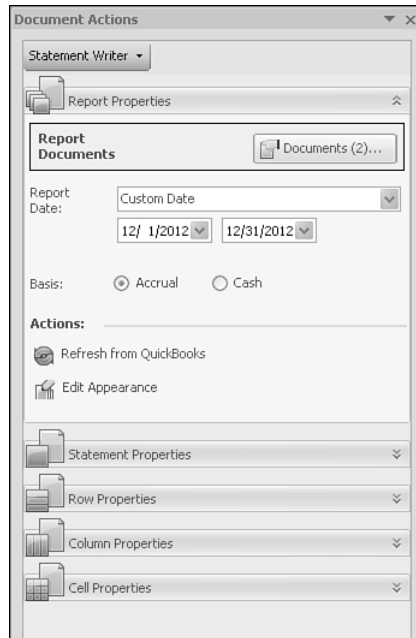 Document Actions
Statement Writer
Report Properties
Report Documents
Documents (2)...
Report Date:
Custom Date
12/ 1/2012
12/31/2012
Basis:
Accrual
Cash
Actions:
Refresh from QuickBooks
Edit Appearance
Statement Properties
Row Properties
Column Properties
Cell Properties